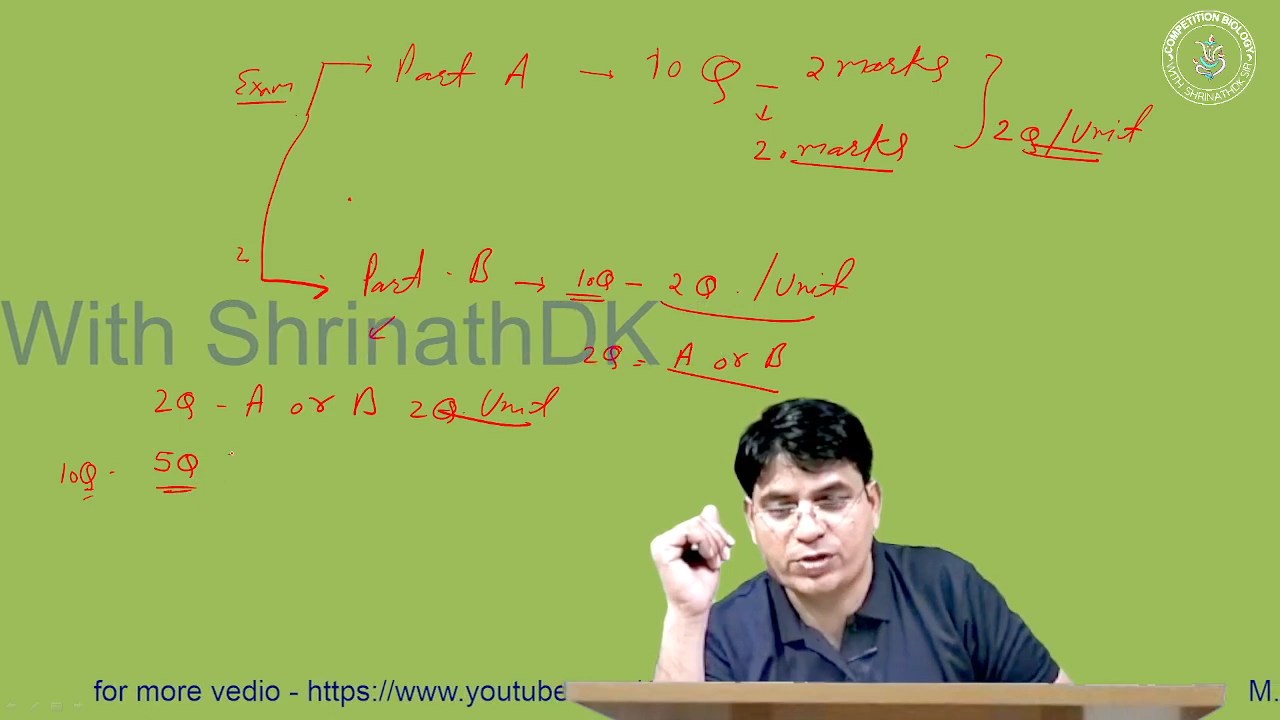 COMPETITION BIOLOGY
WITH SHRINATHDK SIR
Exam → Part A → 10 Q – 2 marks
2. marks
2Q/Unit
2. Part - B → 10Q – 2Q. /Unit
With ShrinathDK
2Q = A or B
2Q - A or B 2Q. Unit
10Q - 5Q
for more vedio - https://www.youtube.
M.